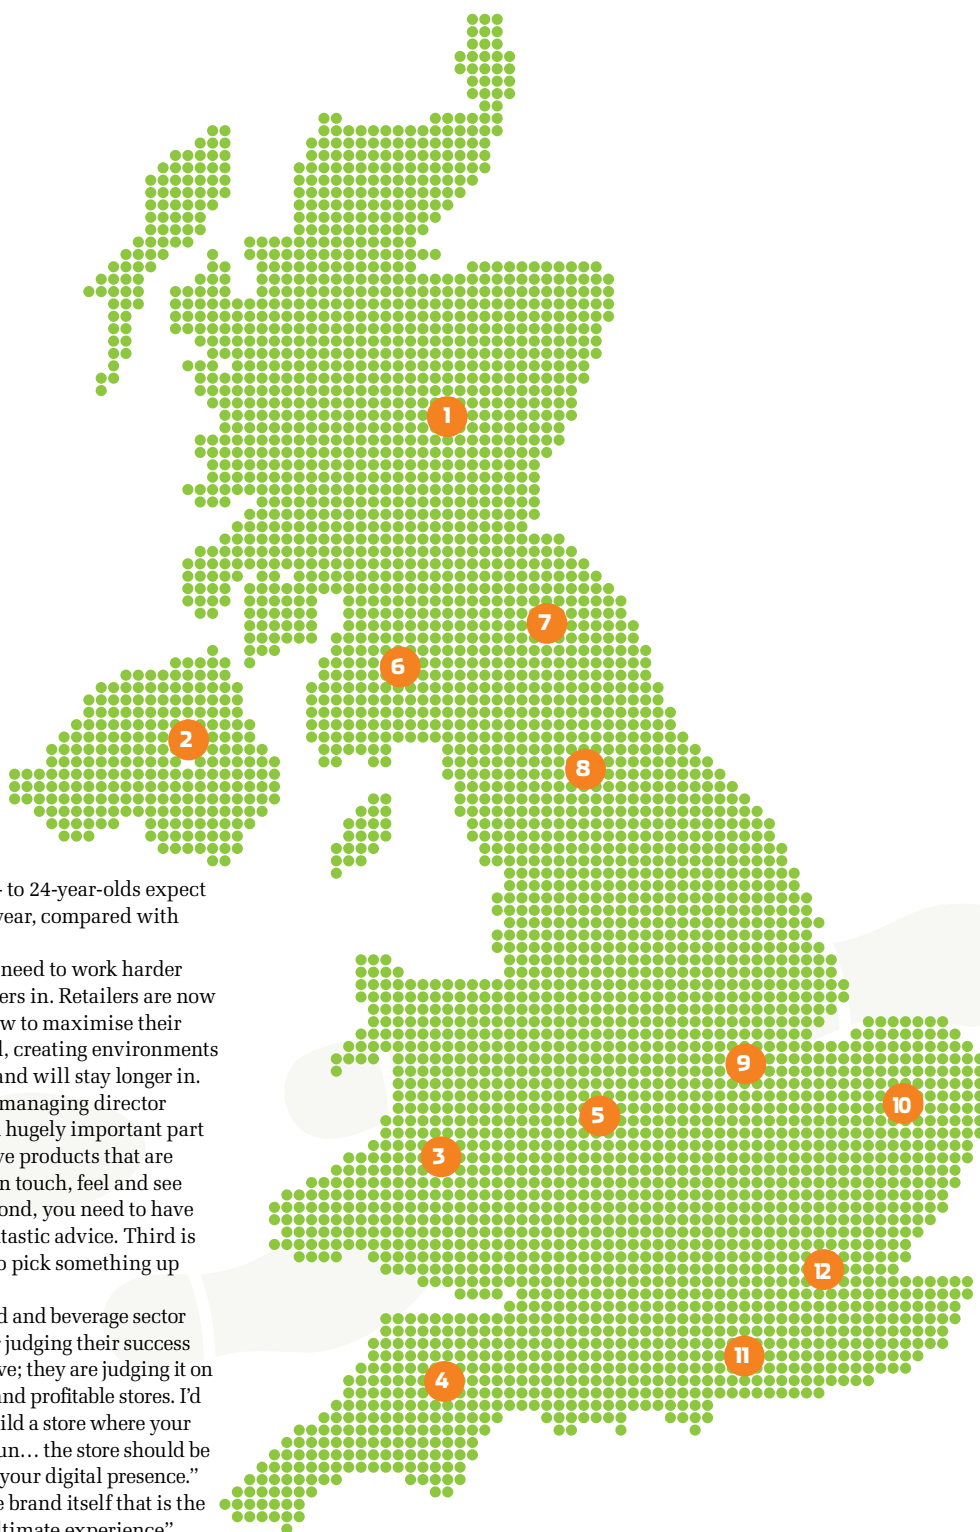 1
7
6
2
8
- to 24-year-olds expect
year, compared with
need to work harder
ers in. Retailers are now
w to maximise their
l, creating environments
and will stay longer in.
managing director
hugely important part
ve products that are
n touch, feel and see
ond, you need to have
tastic advice. Third is
o pick something up
d and beverage sector
judging their success
ve; they are judging it on
and profitable stores. I'd
ild a store where your
un… the store should be
your digital presence.”
e brand itself that is the
ltimate experience”
9
10
5
3
12
11
4